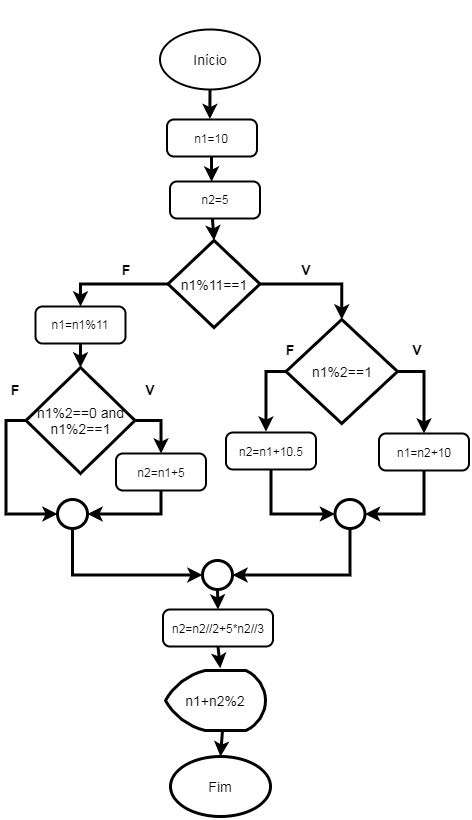 Início
n1=10
n2=5
n1%11==1
F
V
n1=n1%11
n1%2==0 and
n1%2==1
F
V
n2=n1+5
n1%2==1
F
V
n2=n1+10.5
n1=n2+10
n2=n2//2+5*n2//3
n1+n2%2
Fim